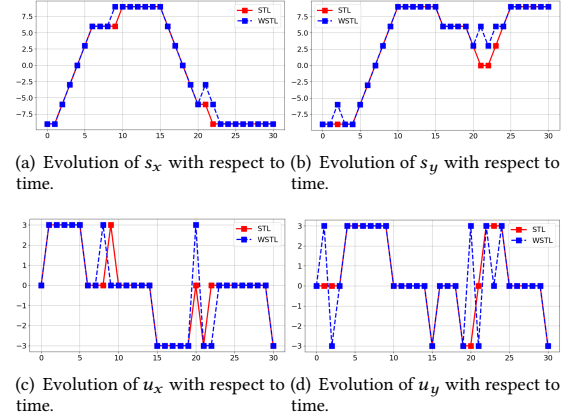 STL
WSTL
7.5
5.0
2.5
0.0
−2.5
−5.0
−7.5
0 5 10 15 20 25 30
STL
WSTL
7.5
5.0
2.5
0.0
−2.5
−5.0
−7.5
0 5 10 15 20 25 30
(a) Evolution of s_x with respect to time.
(b) Evolution of s_y with respect to time.
STL
WSTL
3
2
1
0
−1
−2
−3
0 5 10 15 20 25 30
STL
WSTL
3
2
1
0
−1
−2
−3
0 5 10 15 20 25 30
(c) Evolution of u_x with respect to time.
(d) Evolution of u_y with respect to time.